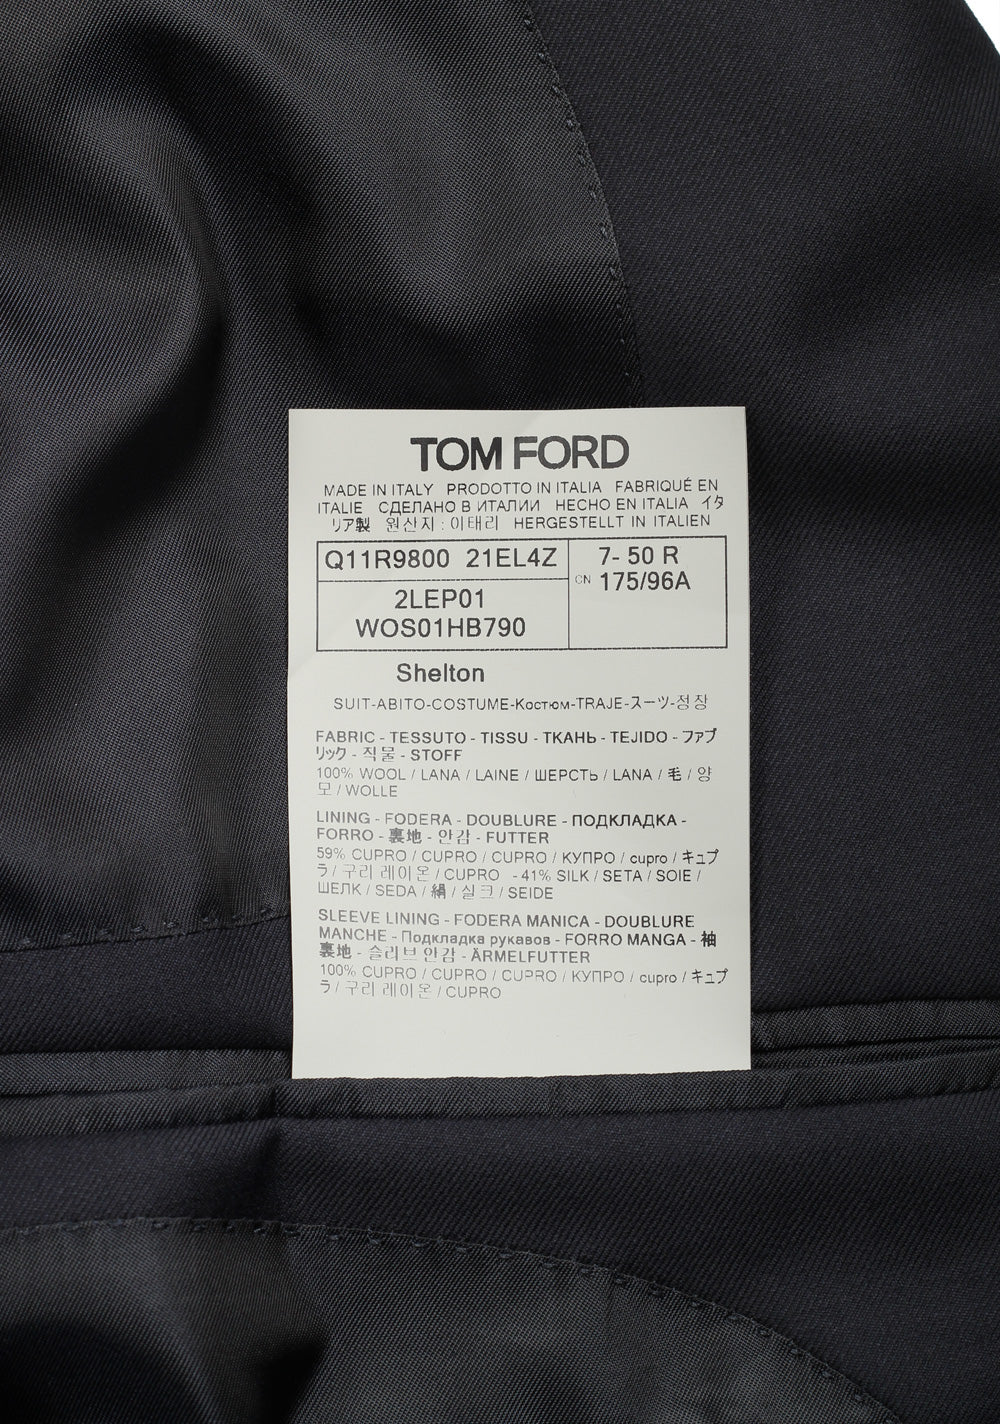 TOM FORD
MADE IN ITALY PRODOTTO IN ITALIA FABRIQUÉ EN
ITALIE СДЕЛАНО В ИТАЛИИ HECHO EN ITALIA イタ
リア製 원산지 : 이태리 HERGESTELLT IN ITALIEN
Q11R9800 21EL4Z
7- 50 R
CN 175/96A
2LEP01
WOS01HB790
Shelton
SUIT-ABITO-COSTUME-Костюм-TRAJE-スーツ-정장
FABRIC - TESSUTO - TISSU - ТКАНЬ - TEJIDO - ファブ
リック - 직물 - STOFF
100% WOOL / LANA / LAINE / ШЕРСТЬ / LANA / 毛 / 양
모 / WOLLE
LINING - FODERA - DOUBLURE - ПОДКЛАДКА -
FORRO - 裏地 - 안감 - FUTTER
59% CUPRO / CUPRO / CUPRO / КУПРО / cupro / キュプ
ラ / 구리 레이온 / CUPRO - 41% SILK / SETA / SOIE /
ШЕЛК / SEDA / 絹 / 실크 / SEIDE
SLEEVE LINING - FODERA MANICA - DOUBLURE
MANCHE - Подкладка рукавов - FORRO MANGA - 袖
裏地 - 슬리브 안감 - ÄRMELFUTTER
100% CUPRO / CUPRO / CUPRO / КУПРО / cupro / キュプ
ラ / 구리 레이온 / CUPRO